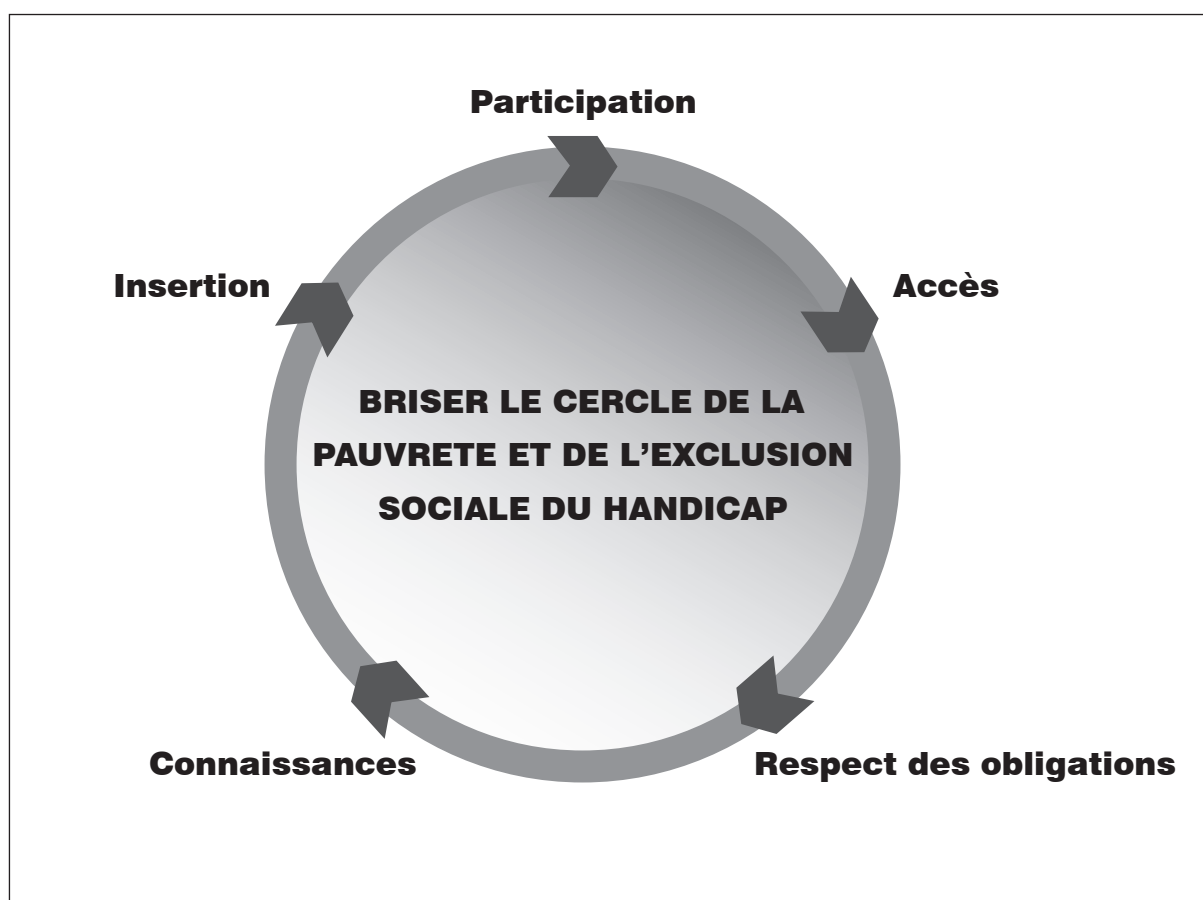 Participation
Insertion
Accès
BRISER LE CERCLE DE LA
PAUVRETE ET DE L’EXCLUSION
SOCIALE DU HANDICAP
Connaissances
Respect des obligations